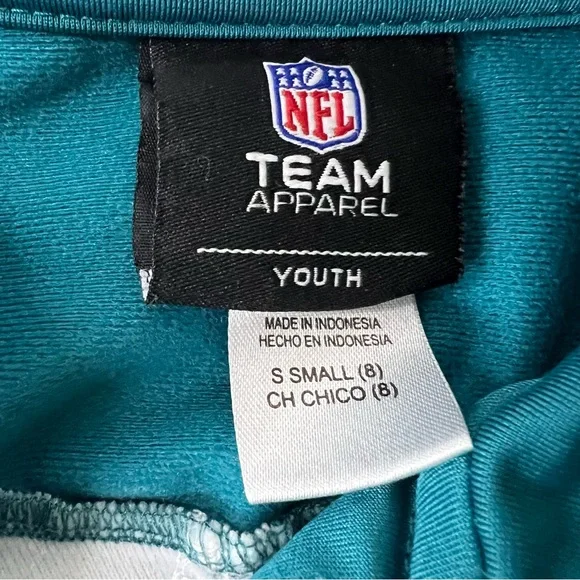 NFL
TEAM
APPAREL
YOUTH
MADE IN INDONESIA
HECHO EN INDONESIA
S SMALL (8)
CH CHICO (8)